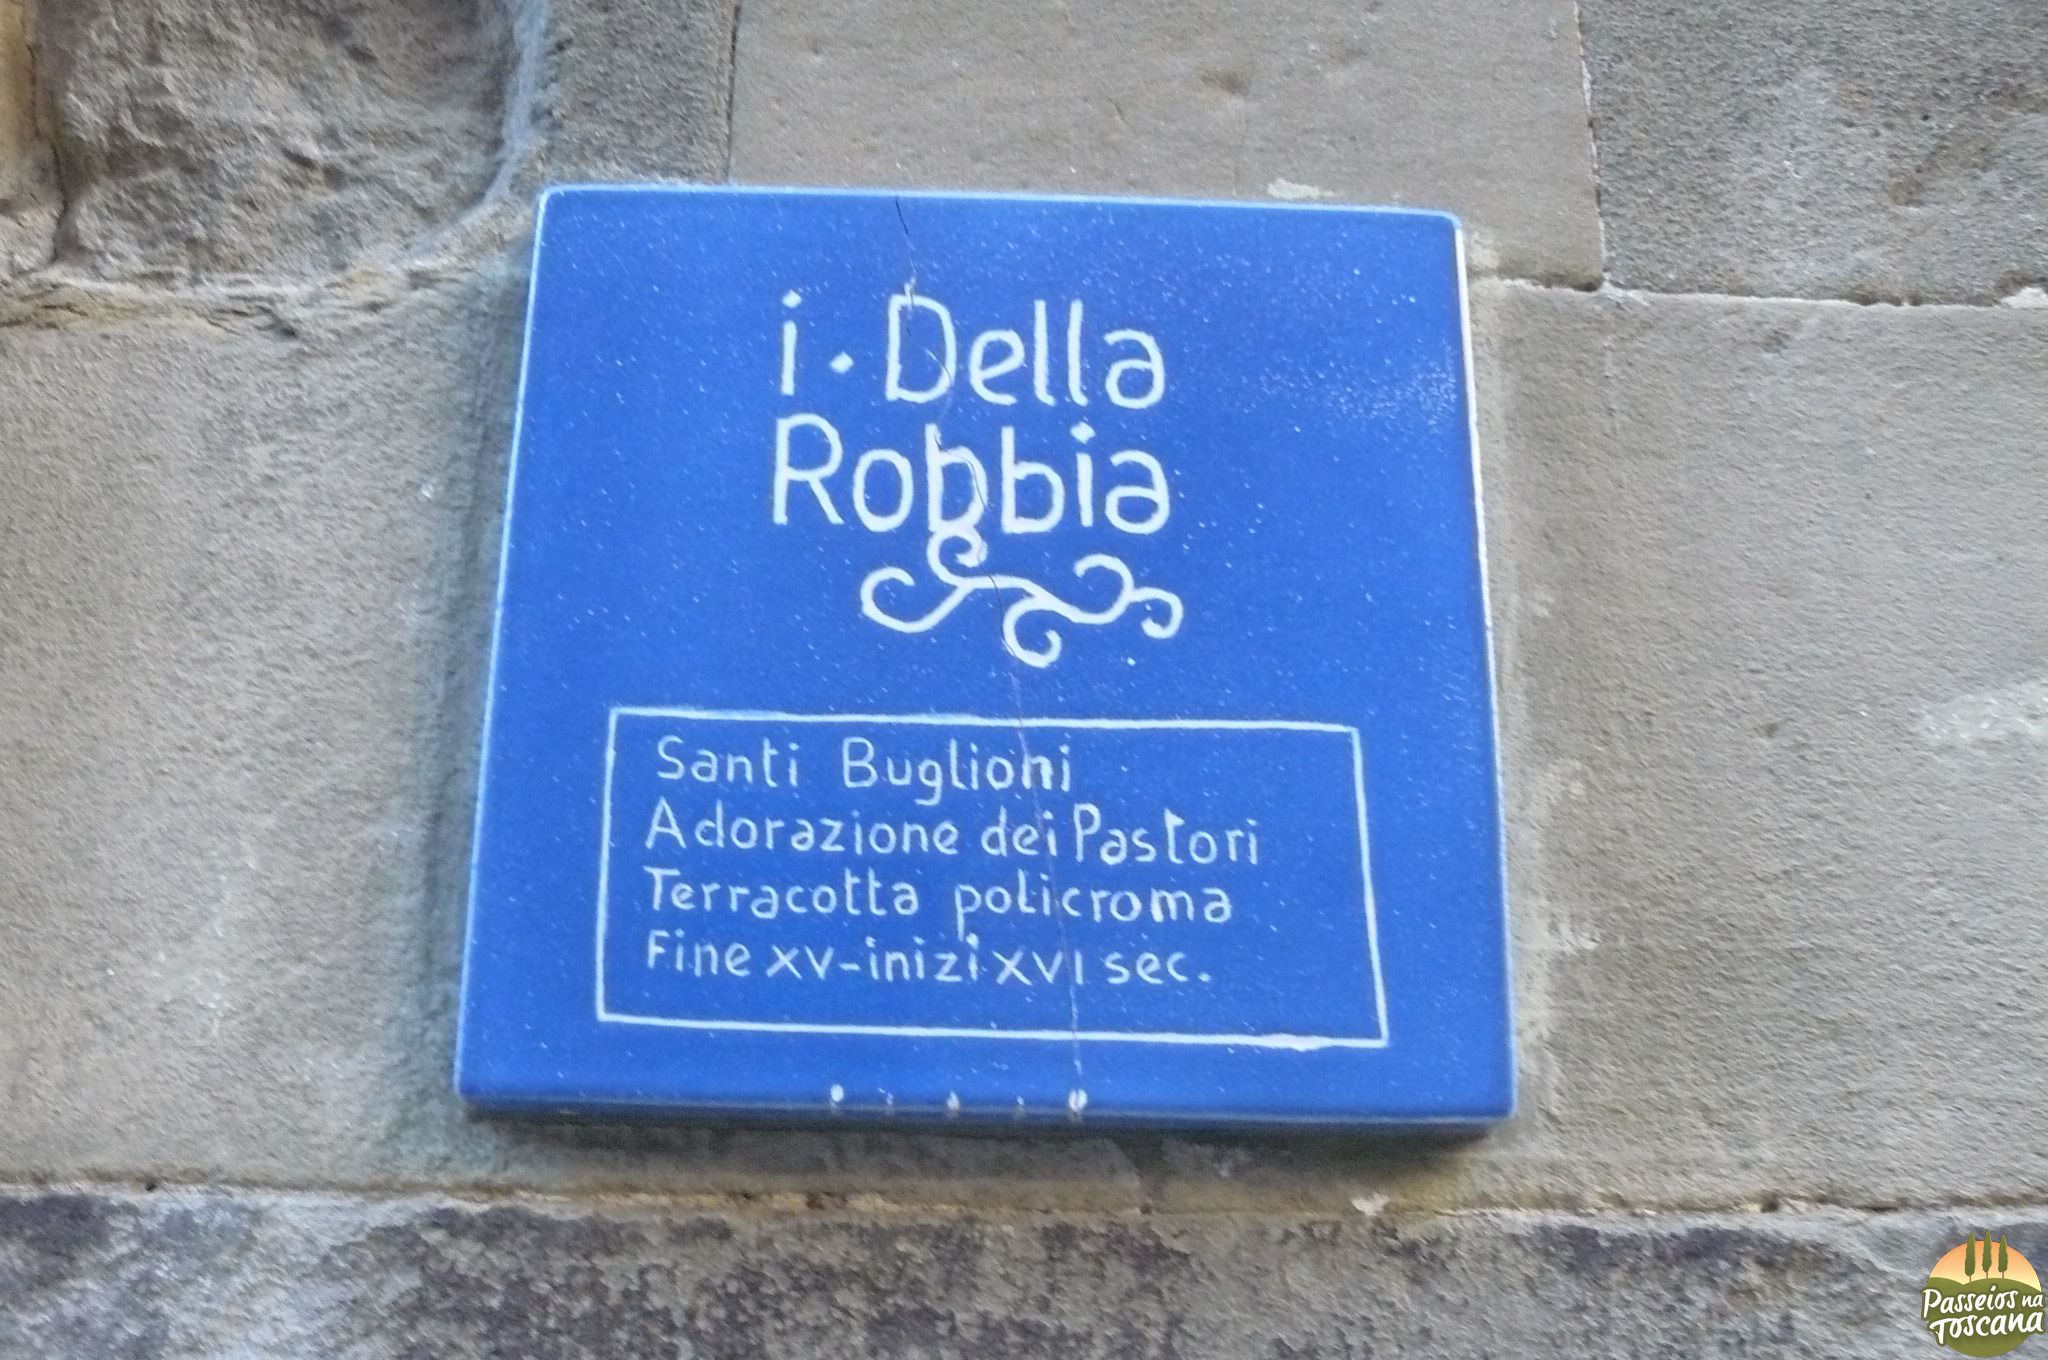 i · Della
Robbia
Santi Buglioni
Adorazione dei Pastori
Terracotta policroma
Fine XV-inizi XVI sec.
Passeios na
Toscana